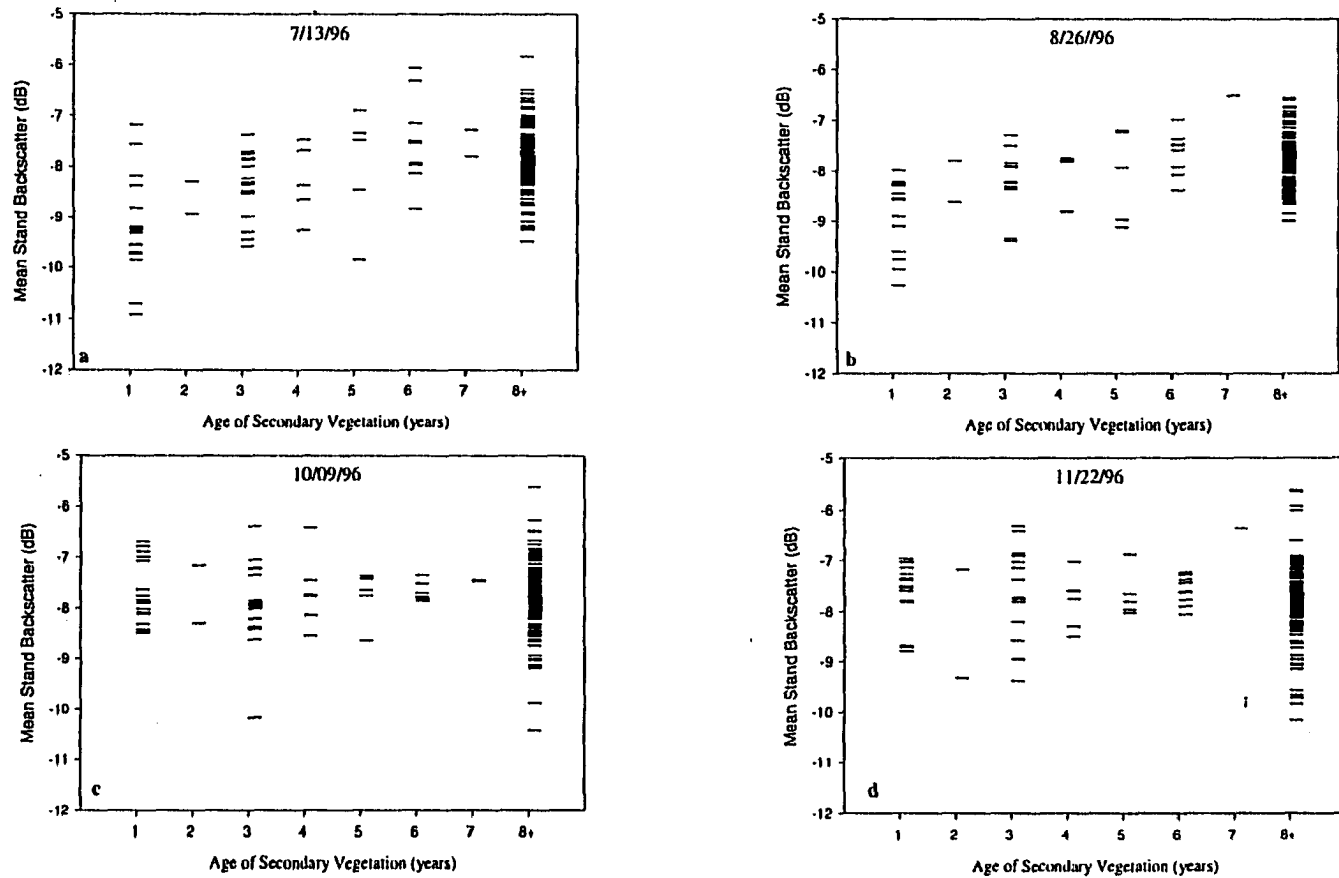 7/13/96
Mean Stand Backscatter (dB)
-5
-6
-7
-8
-9
-10
-11
-12
a
1 2 3 4 5 6 7 8+
Age of Secondary Vegetation (years)
8/26//96
Mean Stand Backscatter (dB)
-5
-6
-7
-8
-9
-10
-11
-12
b
1 2 3 4 5 6 7 8+
Age of Secondary Vegetation (years)
10/09/96
Mean Stand Backscatter (dB)
-5
-6
-7
-8
-9
-10
-11
-12
c
1 2 3 4 5 6 7 8+
Age of Secondary Vegetation (years)
11/22/96
Mean Stand Backscatter (dB)
-5
-6
-7
-8
-9
-10
-11
-12
d
1 2 3 4 5 6 7 8+
Age of Secondary Vegetation (years)